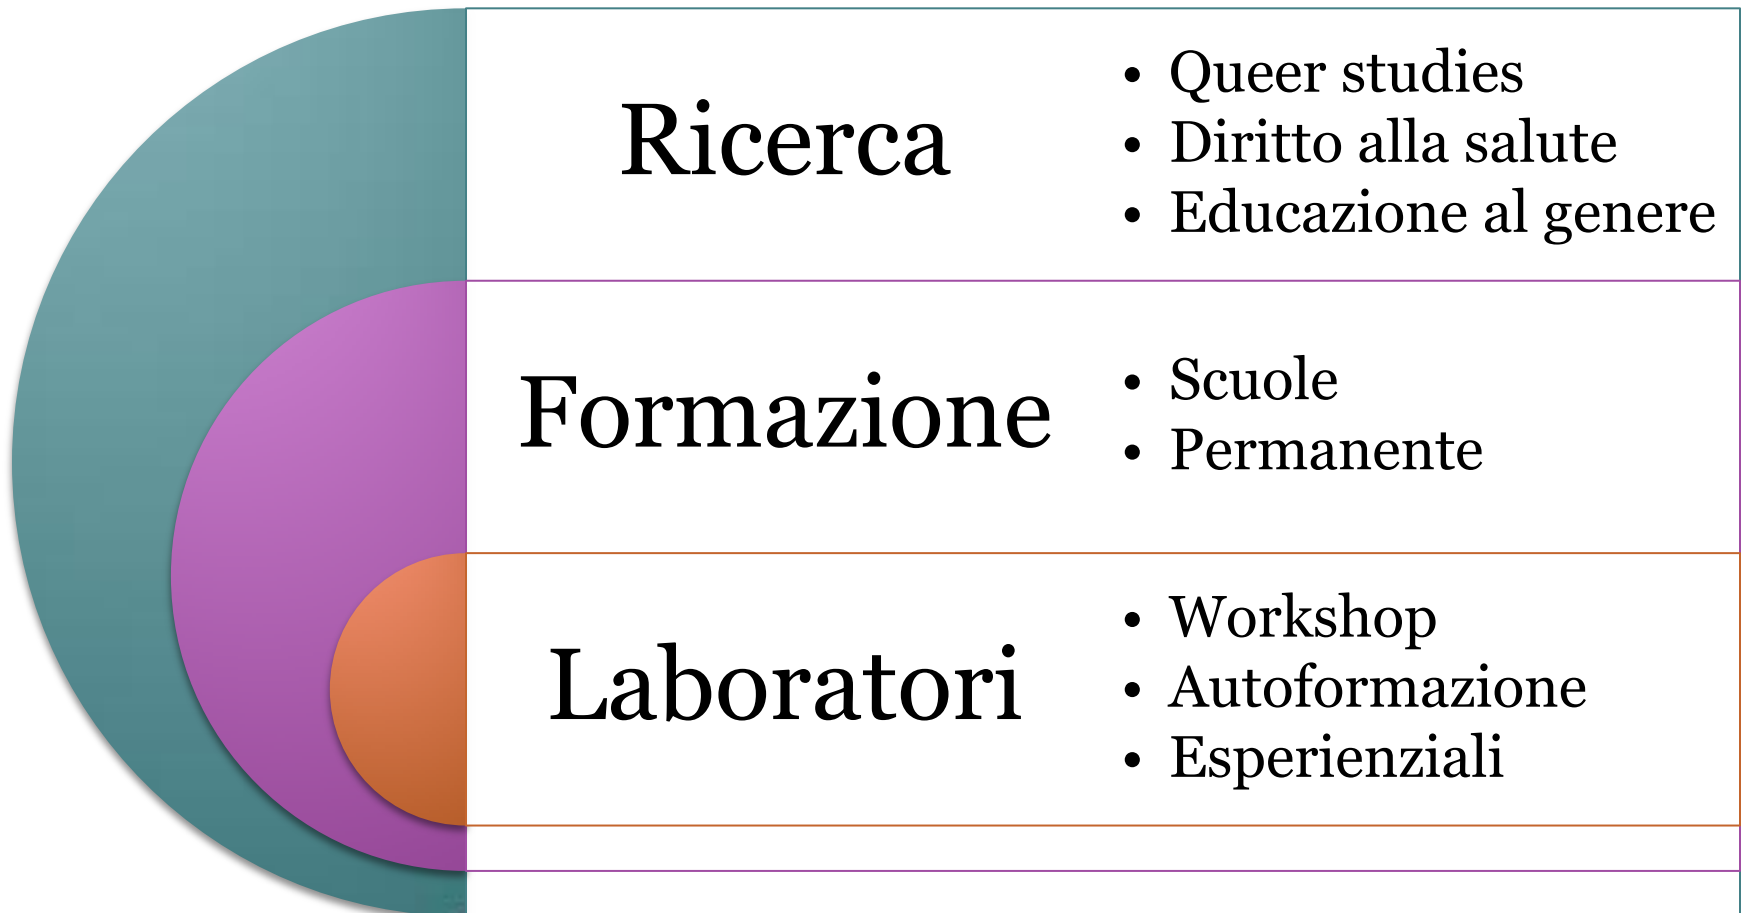 Ricerca
• Queer studies
• Diritto alla salute
• Educazione al genere
Formazione
• Scuole
• Permanente
Laboratori
• Workshop
• Autoformazione
• Esperienziali